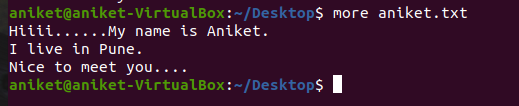 aniket@aniket-VirtualBox:~/Desktop$ more aniket.txt
Hiiii......My name is Aniket.
I live in Pune.
Nice to meet you....
aniket@aniket-VirtualBox:~/Desktop$